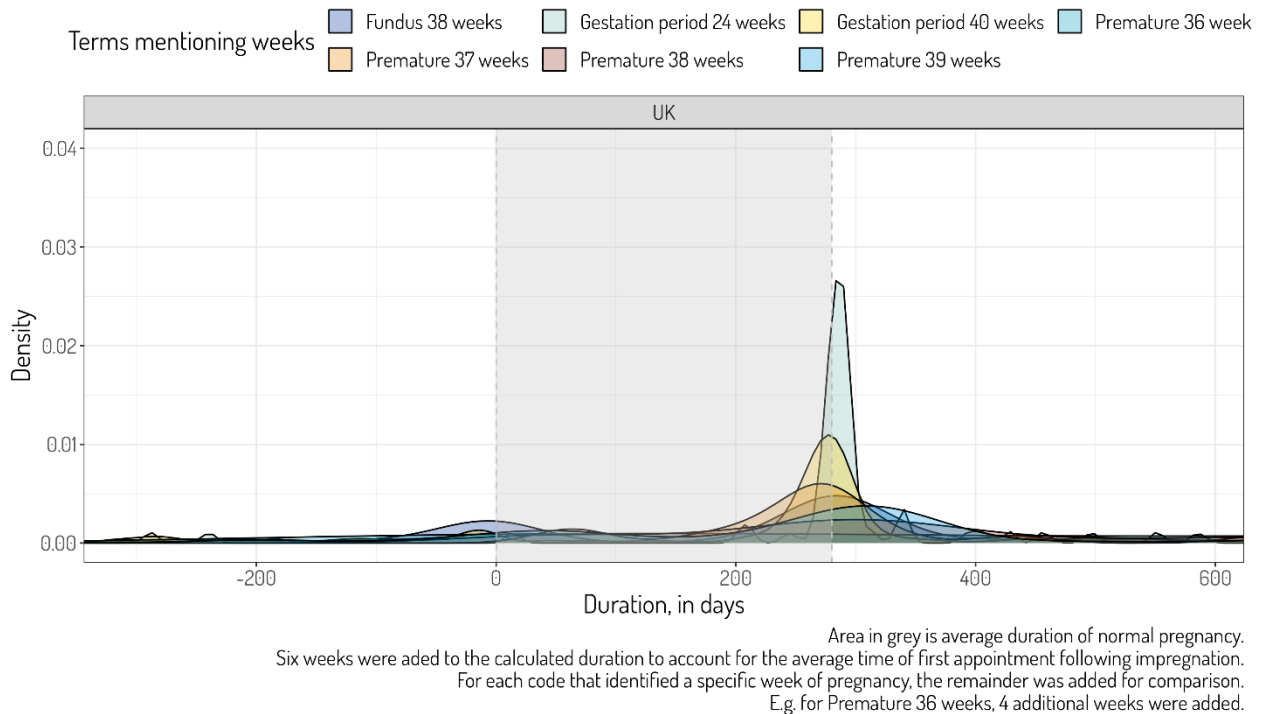 Terms mentioning weeks
Fundus 38 weeks
Gestation period 24 weeks
Gestation period 40 weeks
Premature 36 week
Premature 37 weeks
Premature 38 weeks
Premature 39 weeks
UK
Density
0.04
0.03
0.02
0.01
0.00
-200
0
200
400
600
Duration, in days
Area in grey is average duration of normal pregnancy.
Six weeks were aded to the calculated duration to account for the average time of first appointment following impregnation.
For each code that identified a specific week of pregnancy, the remainder was added for comparison.
E.g. for Premature 36 weeks, 4 additional weeks were added.